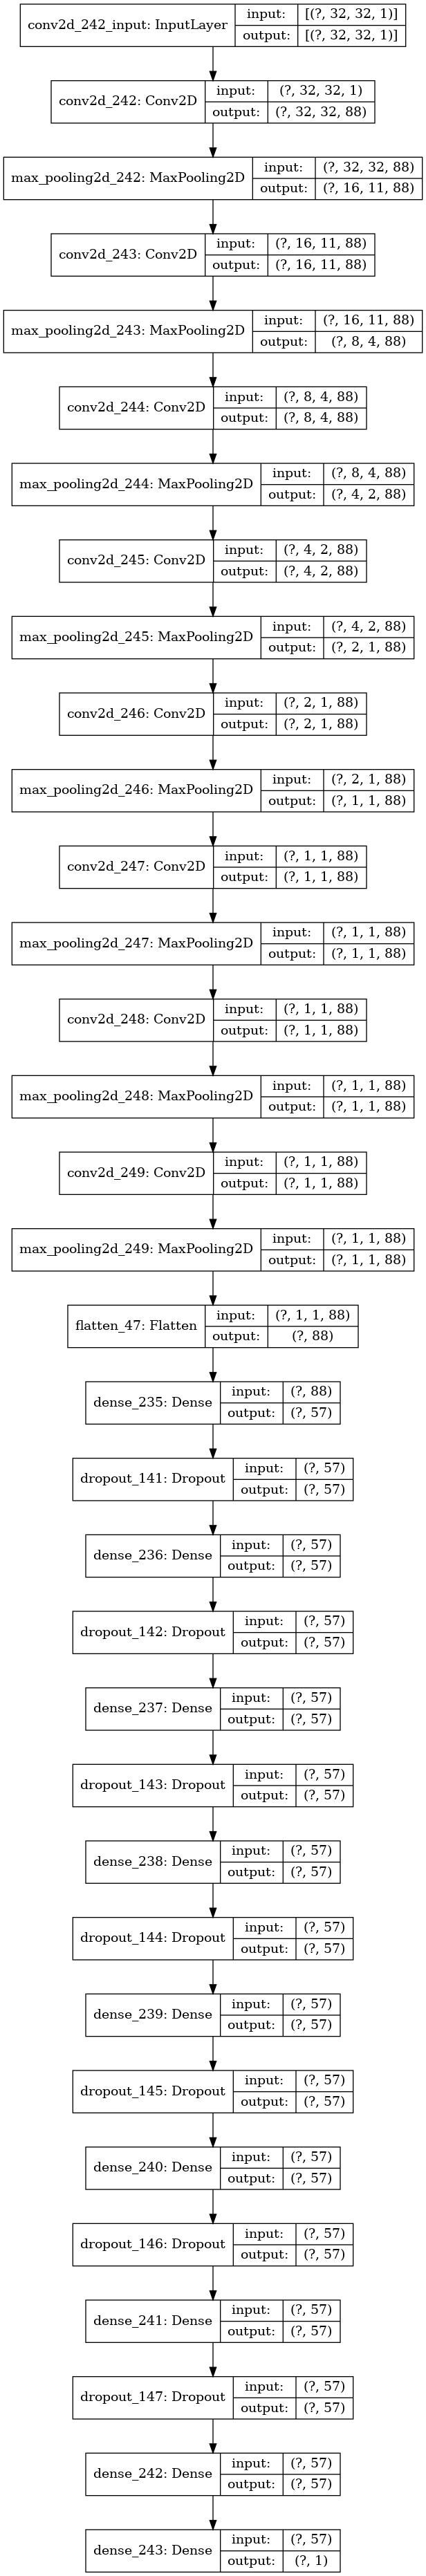 conv2d_242_input: InputLayer input: [(?, 32, 32, 1)]
output: [(?, 32, 32, 1)]
conv2d_242: Conv2D input: (?, 32, 32, 1)
output: (?, 32, 32, 88)
max_pooling2d_242: MaxPooling2D input: (?, 32, 32, 88)
output: (?, 16, 11, 88)
conv2d_243: Conv2D input: (?, 16, 11, 88)
output: (?, 16, 11, 88)
max_pooling2d_243: MaxPooling2D input: (?, 16, 11, 88)
output: (?, 8, 4, 88)
conv2d_244: Conv2D input: (?, 8, 4, 88)
output: (?, 8, 4, 88)
max_pooling2d_244: MaxPooling2D input: (?, 8, 4, 88)
output: (?, 4, 2, 88)
conv2d_245: Conv2D input: (?, 4, 2, 88)
output: (?, 4, 2, 88)
max_pooling2d_245: MaxPooling2D input: (?, 4, 2, 88)
output: (?, 2, 1, 88)
conv2d_246: Conv2D input: (?, 2, 1, 88)
output: (?, 2, 1, 88)
max_pooling2d_246: MaxPooling2D input: (?, 2, 1, 88)
output: (?, 1, 1, 88)
conv2d_247: Conv2D input: (?, 1, 1, 88)
output: (?, 1, 1, 88)
max_pooling2d_247: MaxPooling2D input: (?, 1, 1, 88)
output: (?, 1, 1, 88)
conv2d_248: Conv2D input: (?, 1, 1, 88)
output: (?, 1, 1, 88)
max_pooling2d_248: MaxPooling2D input: (?, 1, 1, 88)
output: (?, 1, 1, 88)
conv2d_249: Conv2D input: (?, 1, 1, 88)
output: (?, 1, 1, 88)
max_pooling2d_249: MaxPooling2D input: (?, 1, 1, 88)
output: (?, 1, 1, 88)
flatten_47: Flatten input: (?, 1, 1, 88)
output: (?, 88)
dense_235: Dense input: (?, 88)
output: (?, 57)
dropout_141: Dropout input: (?, 57)
output: (?, 57)
dense_236: Dense input: (?, 57)
output: (?, 57)
dropout_142: Dropout input: (?, 57)
output: (?, 57)
dense_237: Dense input: (?, 57)
output: (?, 57)
dropout_143: Dropout input: (?, 57)
output: (?, 57)
dense_238: Dense input: (?, 57)
output: (?, 57)
dropout_144: Dropout input: (?, 57)
output: (?, 57)
dense_239: Dense input: (?, 57)
output: (?, 57)
dropout_145: Dropout input: (?, 57)
output: (?, 57)
dense_240: Dense input: (?, 57)
output: (?, 57)
dropout_146: Dropout input: (?, 57)
output: (?, 57)
dense_241: Dense input: (?, 57)
output: (?, 57)
dropout_147: Dropout input: (?, 57)
output: (?, 57)
dense_242: Dense input: (?, 57)
output: (?, 57)
dense_243: Dense input: (?, 57)
output: (?, 1)